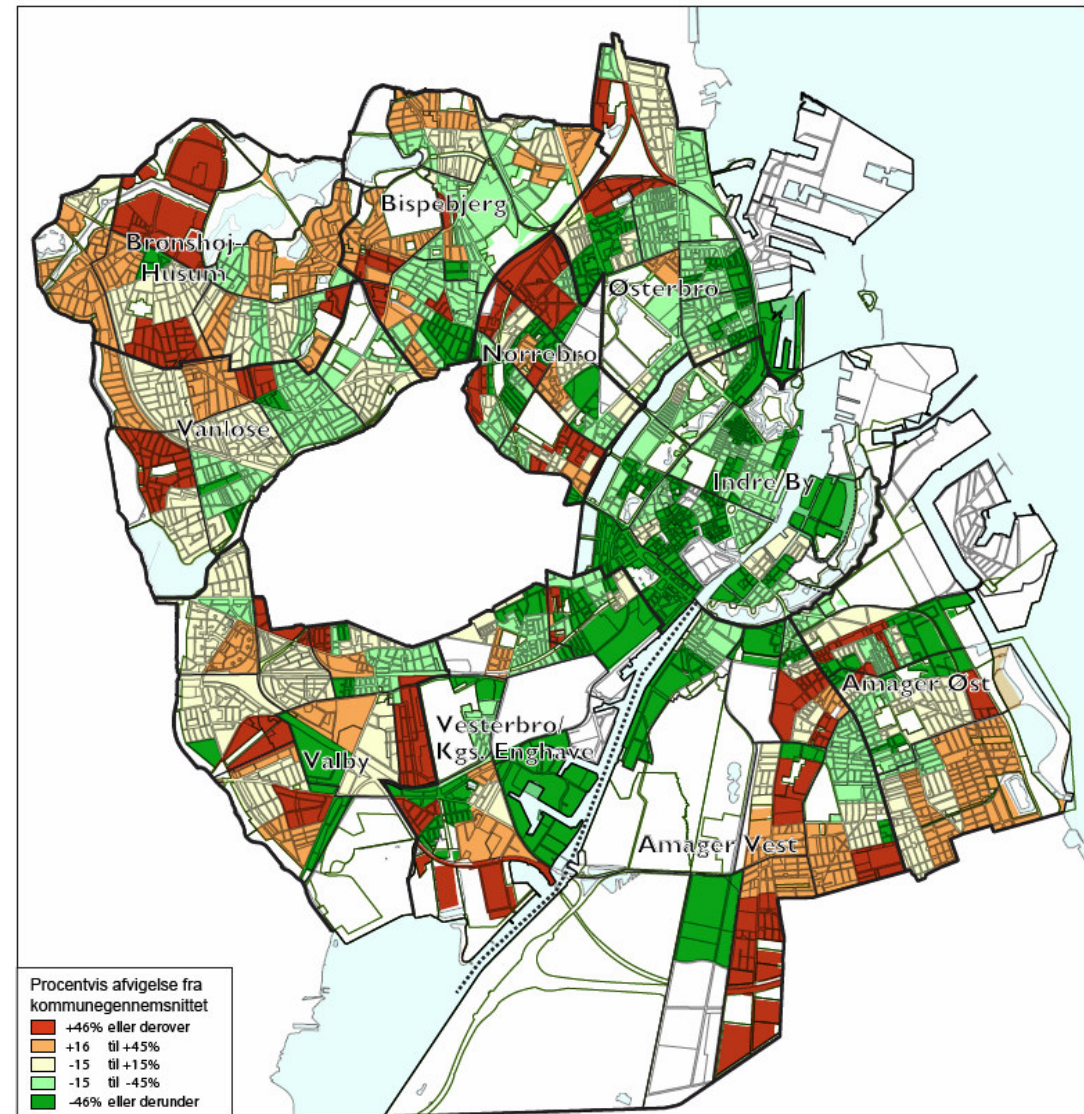 Bispebjerg
Brønshøj-
Husum
Østerbro
Nørrebro
Vanløse
Indre By
Amager Øst
Vesterbro/
Kgs. Enghave
Valby
Amager Vest
Procentvis afvigelse fra
kommunegennemsnittet
+46% eller derover
+16 til +45%
-15 til +15%
-15 til -45%
-46% eller derunder